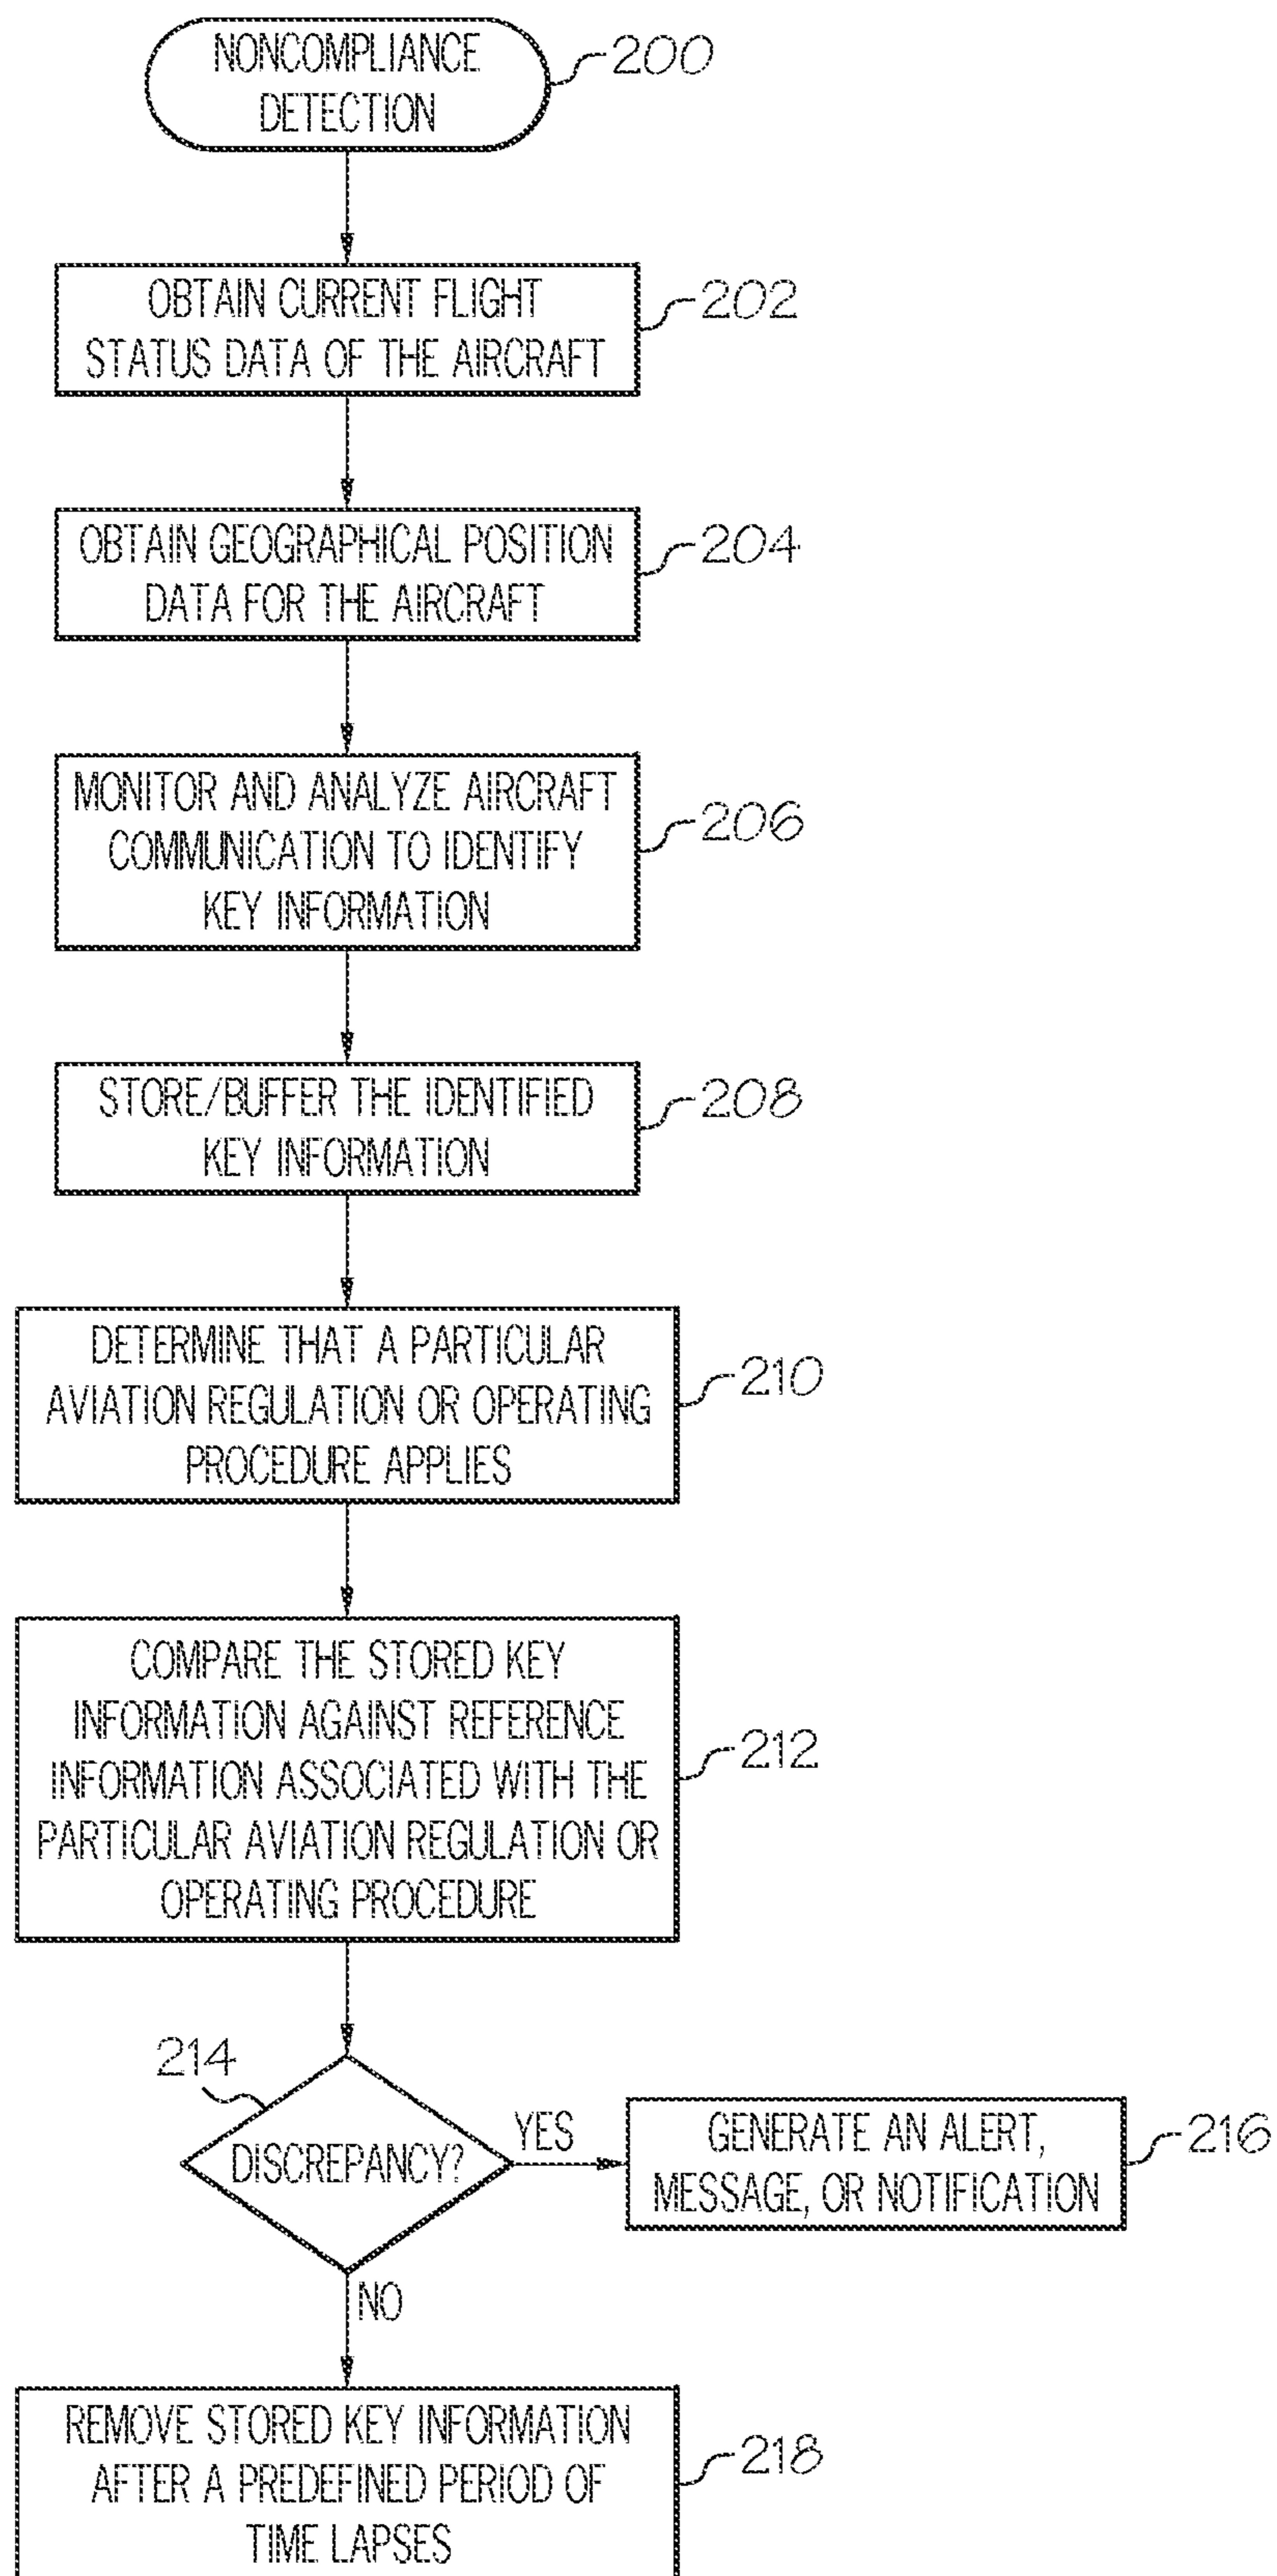 NONCOMPLIANCE
DETECTION
200
OBTAIN CURRENT FLIGHT
STATUS DATA OF THE AIRCRAFT
202
OBTAIN GEOGRAPHICAL POSITION
DATA FOR THE AIRCRAFT
204
MONITOR AND ANALYZE AIRCRAFT
COMMUNICATION TO IDENTIFY
KEY INFORMATION
206
STORE/BUFFER THE IDENTIFIED
KEY INFORMATION
208
DETERMINE THAT A PARTICULAR
AVIATION REGULATION OR OPERATING
PROCEDURE APPLIES
210
COMPARE THE STORED KEY
INFORMATION AGAINST REFERENCE
INFORMATION ASSOCIATED WITH THE
PARTICULAR AVIATION REGULATION OR
OPERATING PROCEDURE
212
214
DISCREPANCY?
YES
GENERATE AN ALERT,
MESSAGE, OR NOTIFICATION
216
NO
REMOVE STORED KEY INFORMATION
AFTER A PREDEFINED PERIOD OF
TIME LAPSES
218